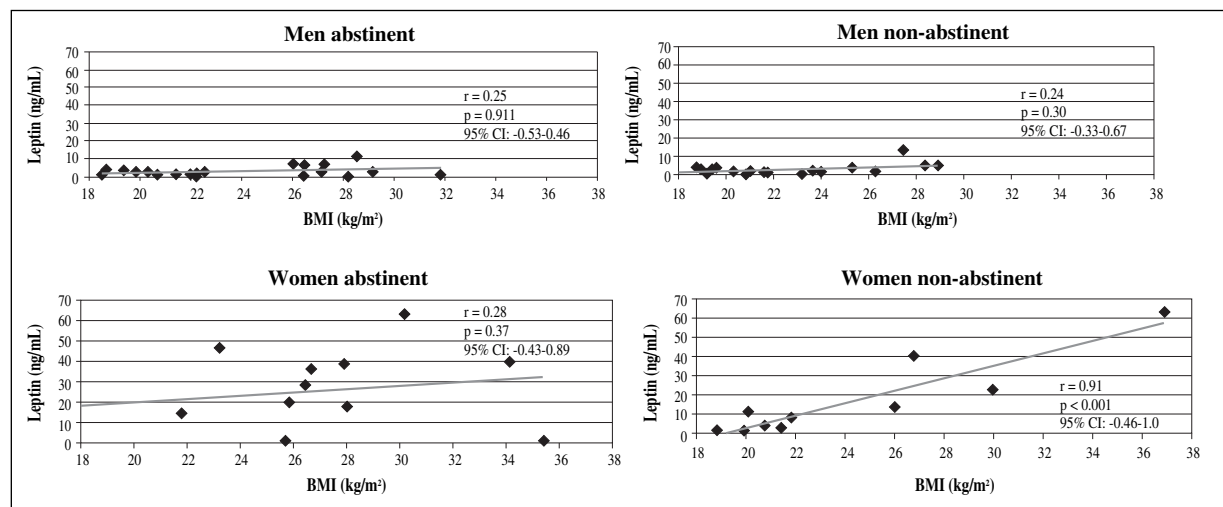 Men abstinent
70
60
50
40
30
20
10
0
Leptin (ng/mL)
r = 0.25
p = 0.911
95% CI: -0.53-0.46
18 20 22 24 26 28 30 32 34 36 38
BMI (kg/m²)
Men non-abstinent
70
60
50
40
30
20
10
0
Leptin (ng/mL)
r = 0.24
p = 0.30
95% CI: -0.33-0.67
18 20 22 24 26 28 30 32 34 36 38
BMI (kg/m²)
Women abstinent
70
60
50
40
30
20
10
0
Leptin (ng/mL)
r = 0.28
p = 0.37
95% CI: -0.43-0.89
18 20 22 24 26 28 30 32 34 36 38
BMI (kg/m²)
Women non-abstinent
70
60
50
40
30
20
10
0
Leptin (ng/mL)
r = 0.91
p < 0.001
95% CI: -0.46-1.0
18 20 22 24 26 28 30 32 34 36 38
BMI (kg/m²)